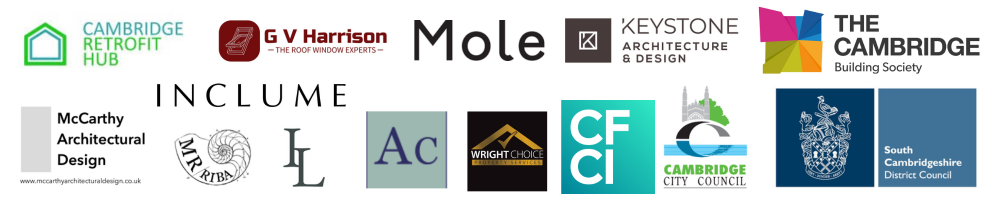 CAMBRIDGE
RETROFIT
HUB
G V Harrison
– THE ROOF WINDOW EXPERTS –
Mole
KEYSTONE
ARCHITECTURE
& DESIGN
THE
CAMBRIDGE
Building Society
INCLUME
McCarthy
Architectural
Design
www.mccarthyarchitecturaldesign.co.uk
MR RIBA
LL
AC
WRIGHT CHOICE
PROPERTY SERVICES
CF
CI
CAMBRIDGE
CITY COUNCIL
South
Cambridgeshire
District Council